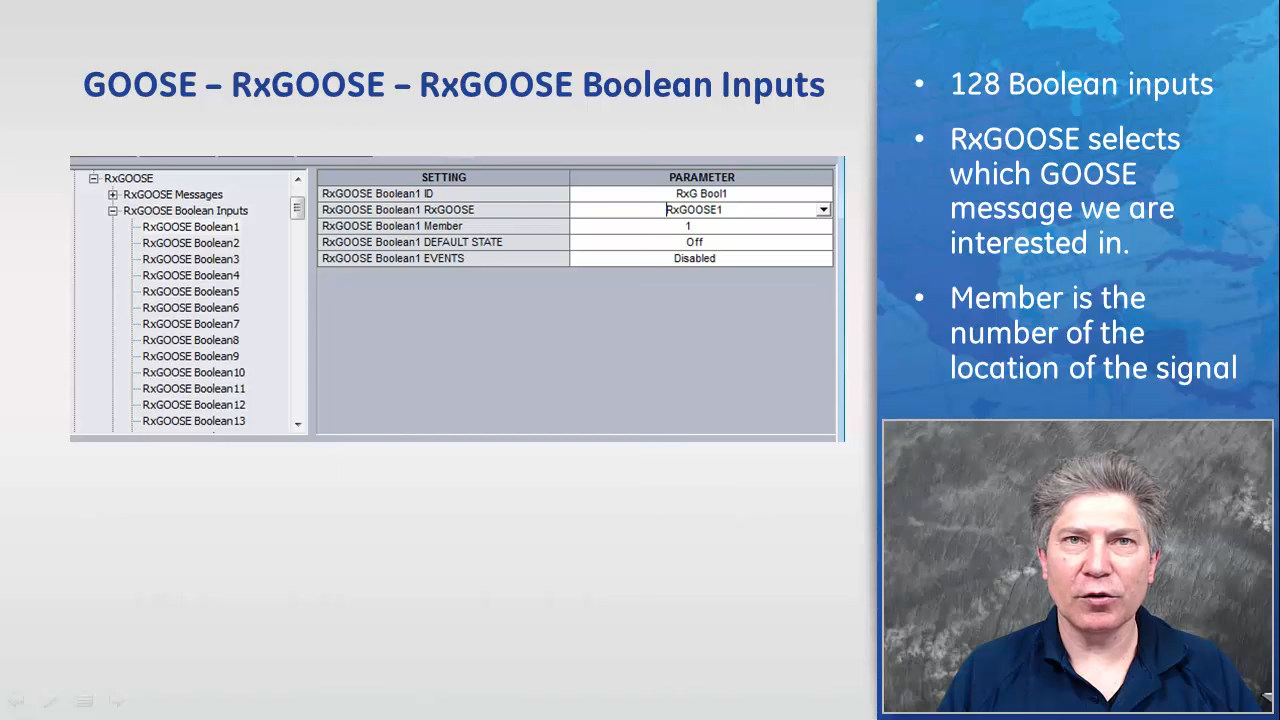 GOOSE – RxGOOSE – RxGOOSE Boolean Inputs
RxGOOSE
RxGOOSE Messages
RxGOOSE Boolean Inputs
RxGOOSE Boolean1
RxGOOSE Boolean2
RxGOOSE Boolean3
RxGOOSE Boolean4
RxGOOSE Boolean5
RxGOOSE Boolean6
RxGOOSE Boolean7
RxGOOSE Boolean8
RxGOOSE Boolean9
RxGOOSE Boolean10
RxGOOSE Boolean11
RxGOOSE Boolean12
RxGOOSE Boolean13
SETTING PARAMETER
RxGOOSE Boolean1 ID RxG Bool1
RxGOOSE Boolean1 RxGOOSE RxGOOSE1
RxGOOSE Boolean1 Member 1
RxGOOSE Boolean1 DEFAULT STATE Off
RxGOOSE Boolean1 EVENTS Disabled
• 128 Boolean inputs
• RxGOOSE selects
which GOOSE
message we are
interested in.
• Member is the
number of the
location of the signal